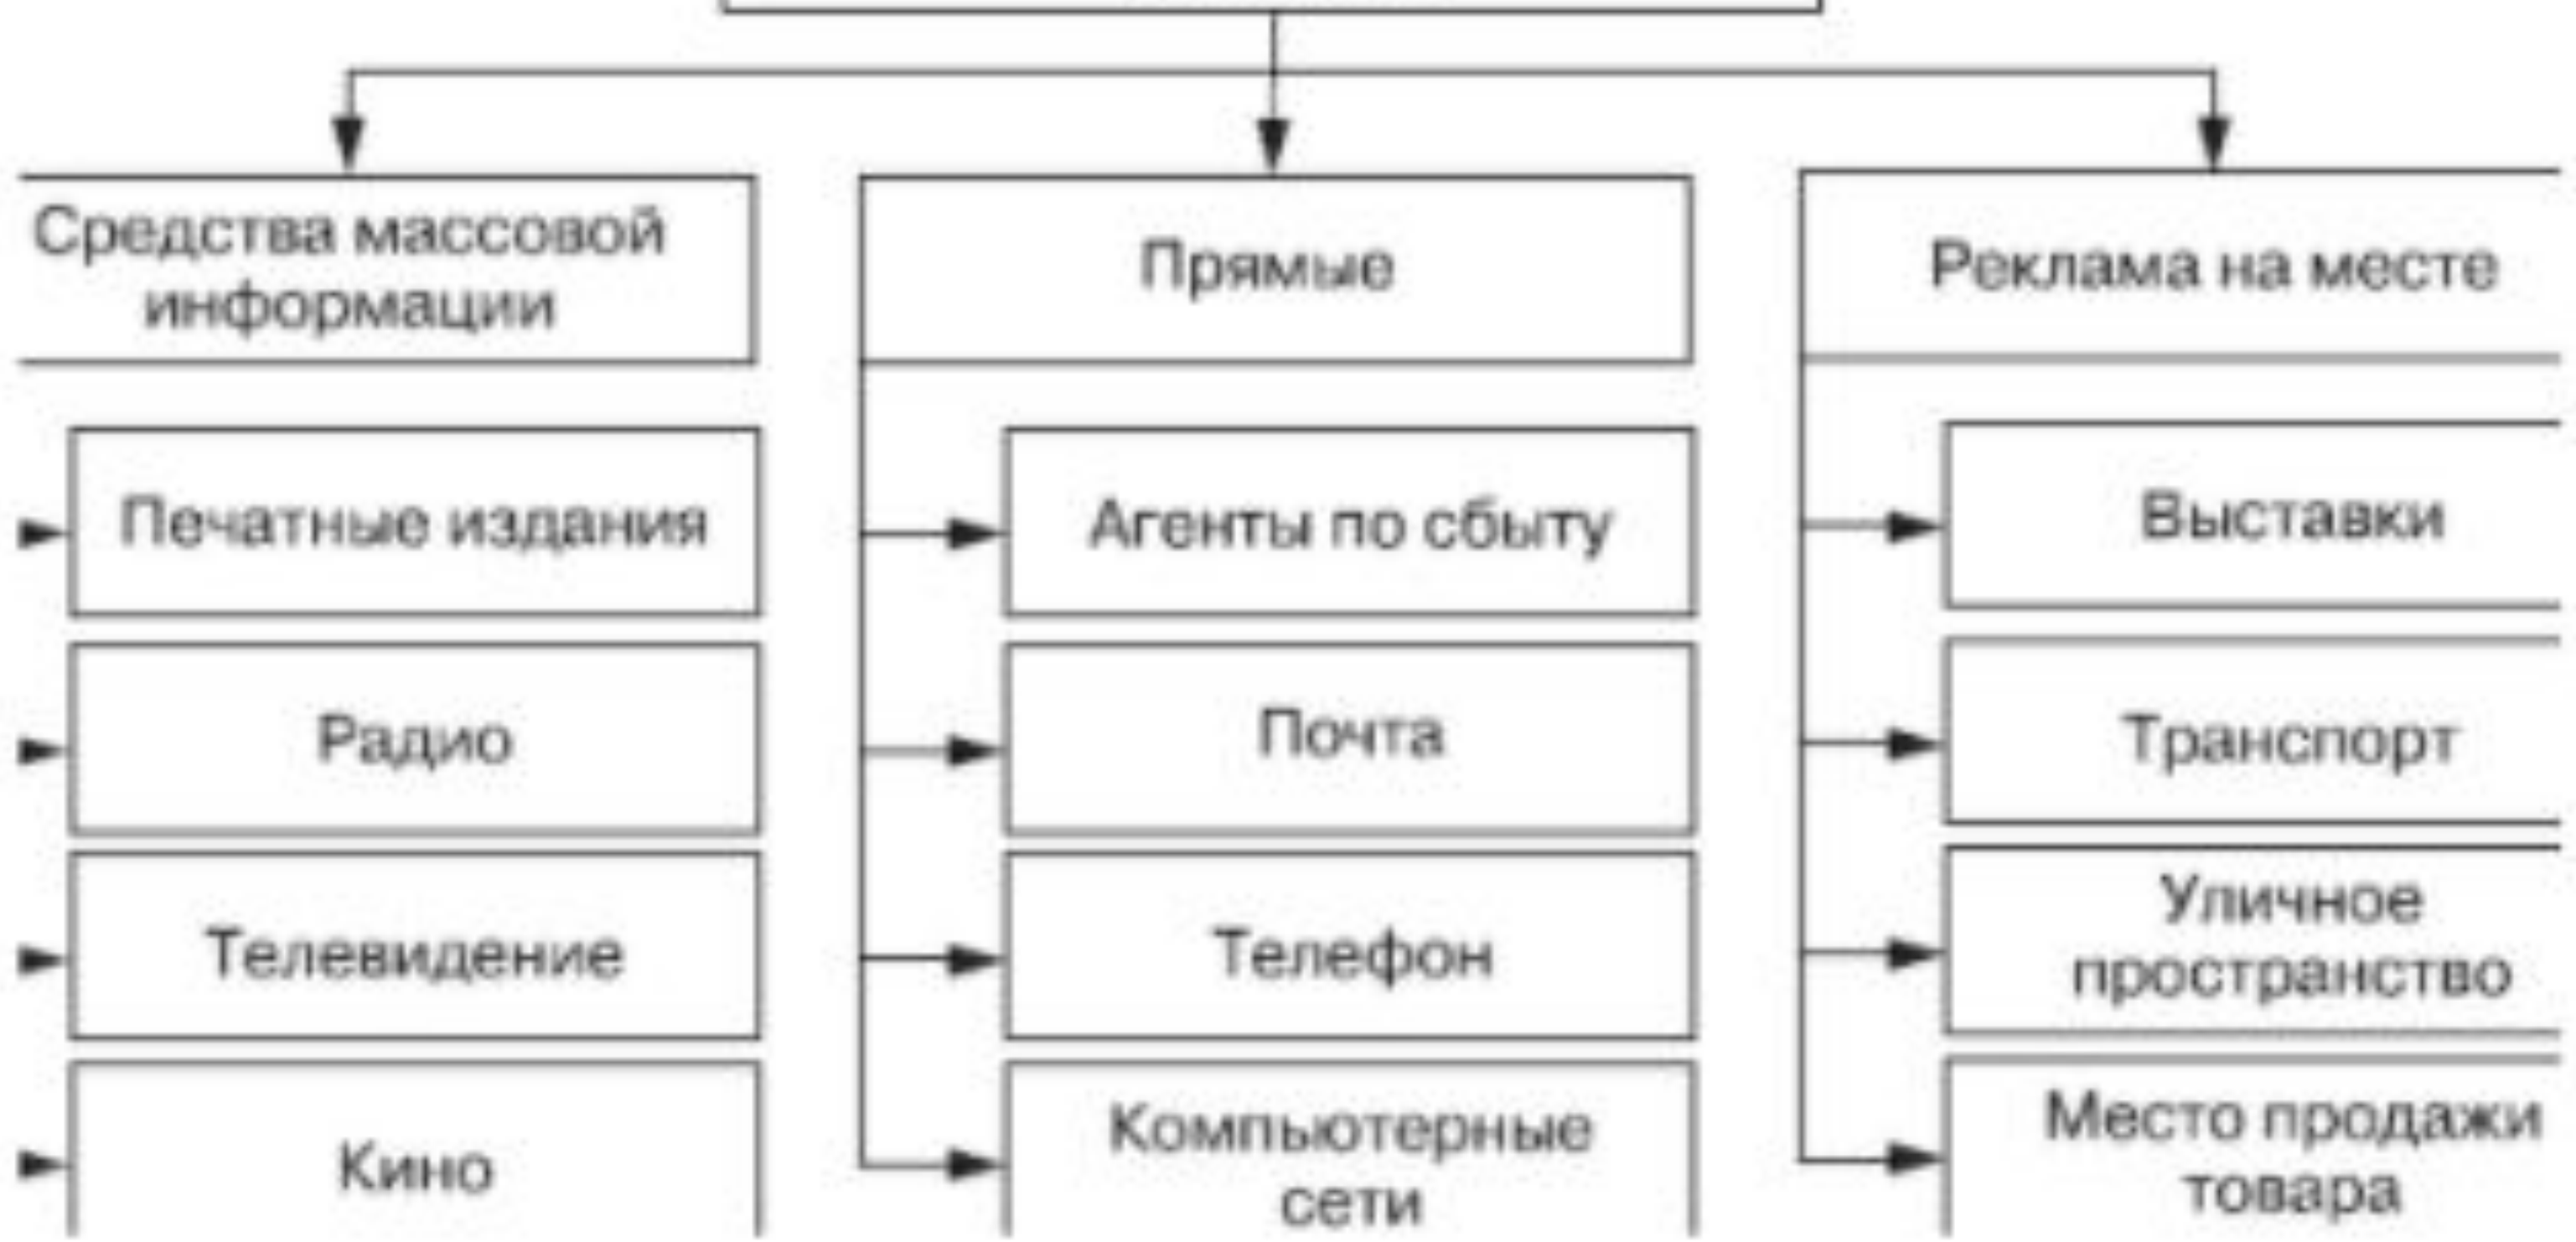 Средства массовой
информации
Прямые
Реклама на месте
Печатные издания
Агенты по сбыту
Выставки
Радио
Почта
Транспорт
Телевидение
Телефон
Уличное
пространство
Кино
Компьютерные
сети
Место продажи
товара